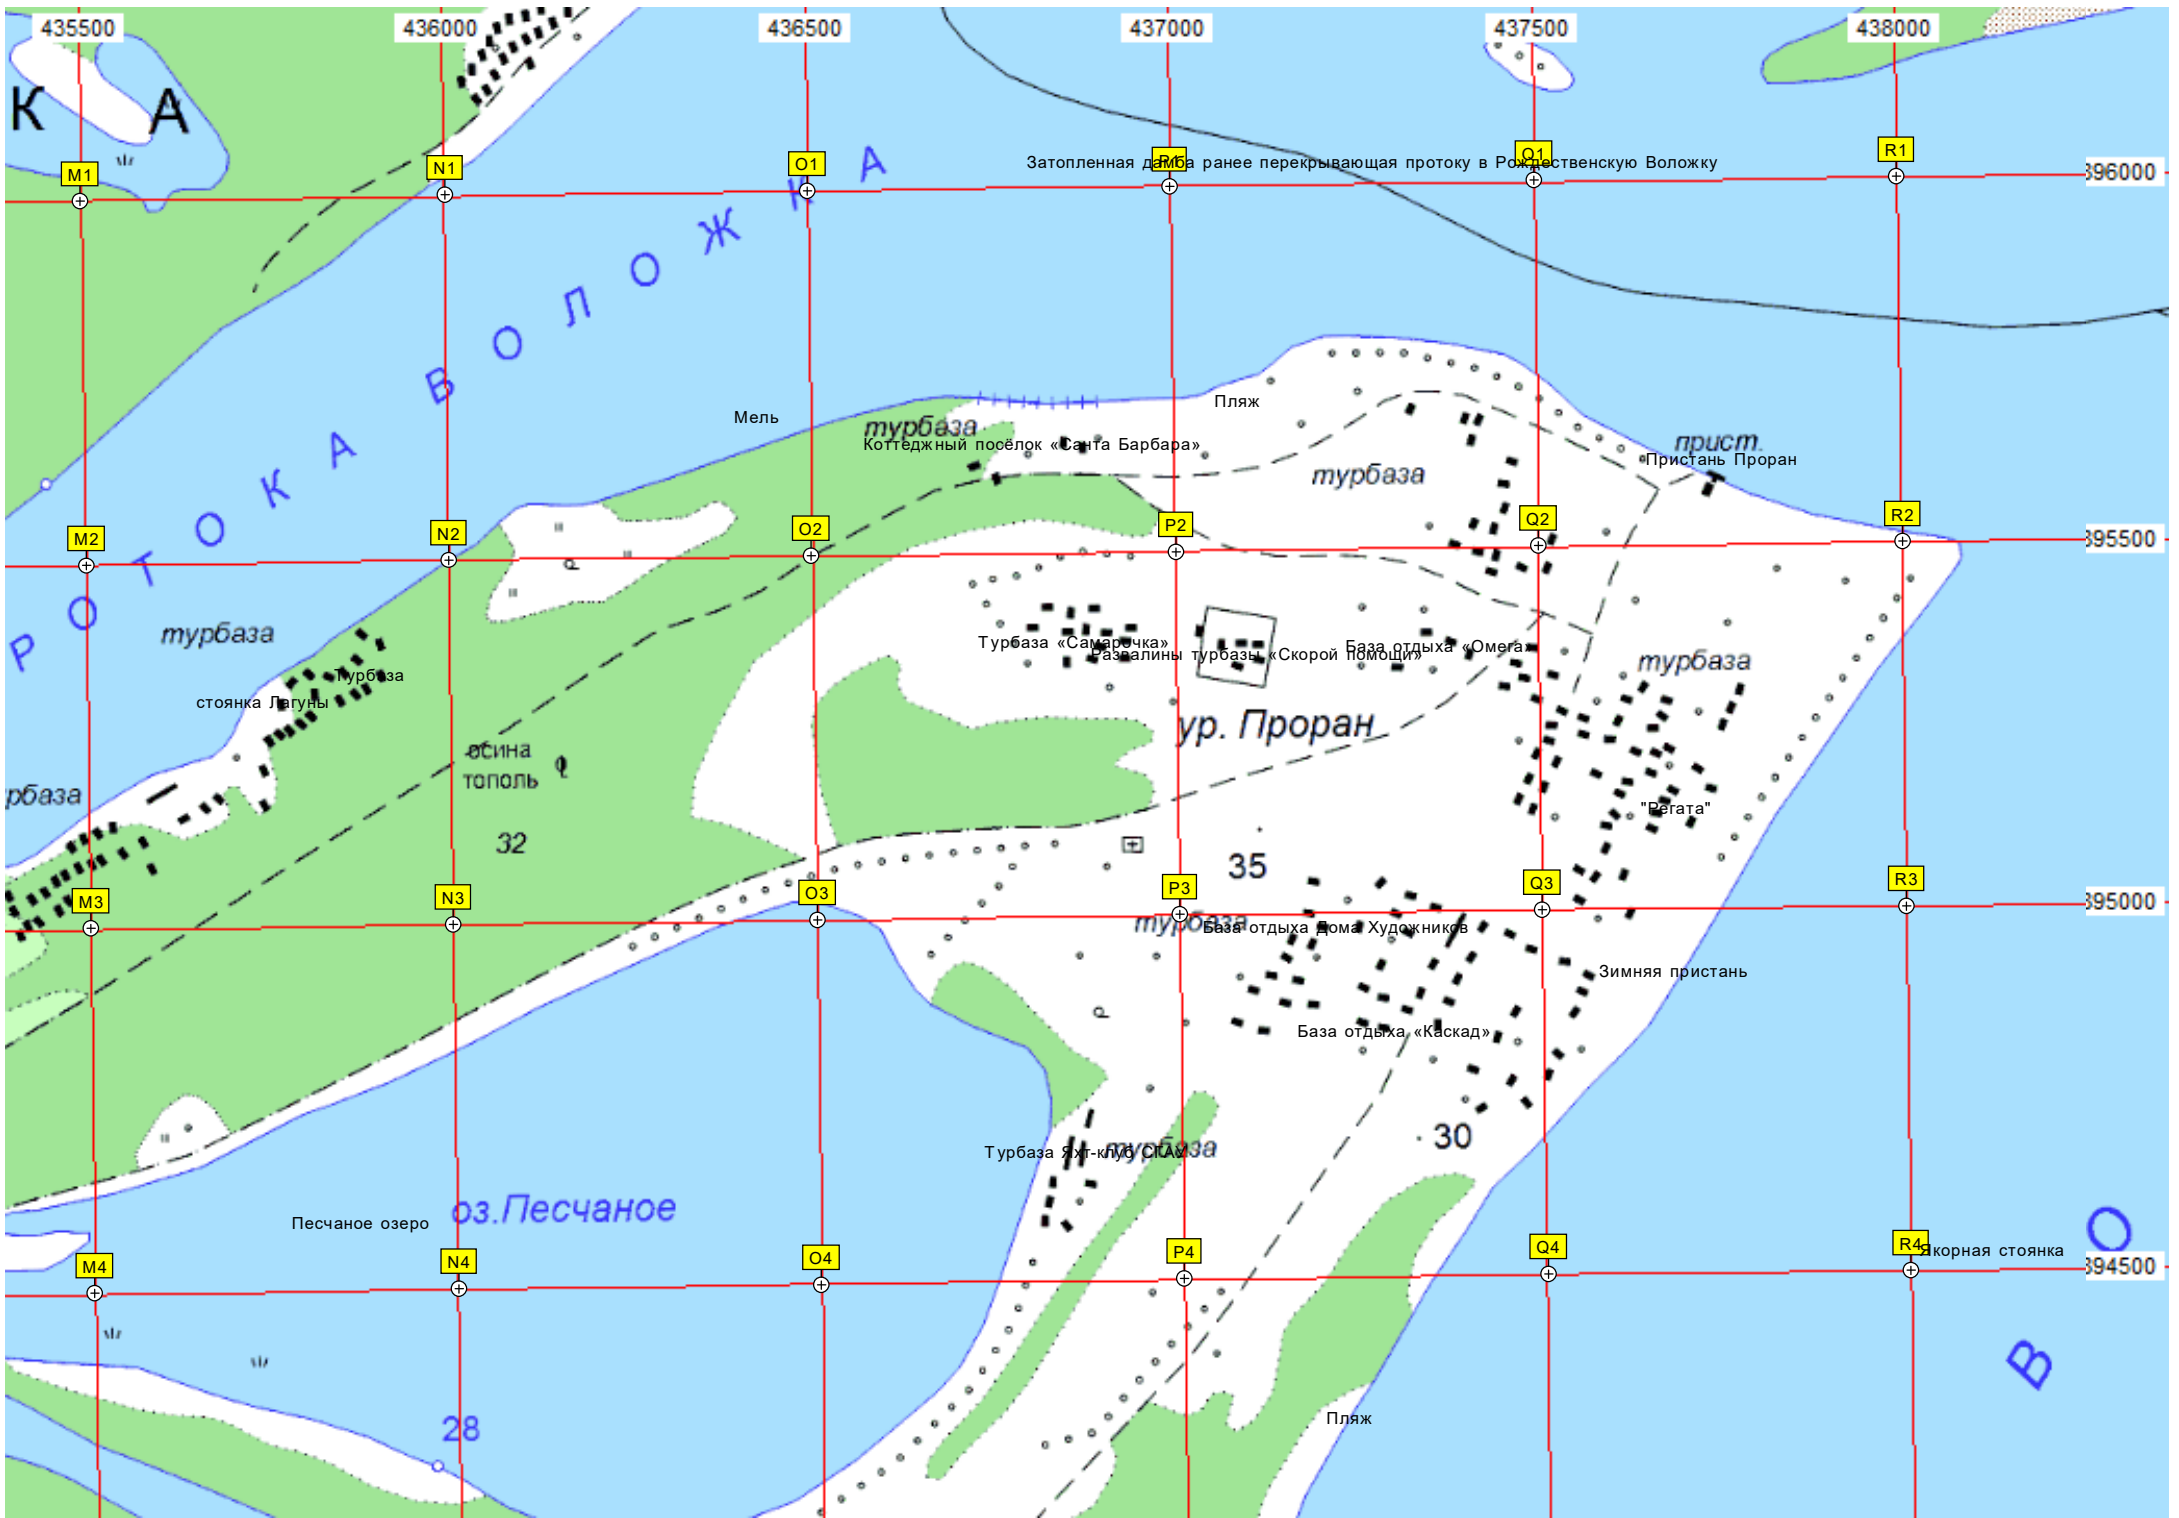 435500 436000 436500 437000 437500 438000
К А
Затопленная дамба ранее перекрывающая протоку в Рождественскую Воложку
M1 N1 O1 P1 Q1 R1
396000
РОТОКА ВОЛОЖКА
Мель
турбаза
Пляж
Коттеджный посёлок «Санта Барбара»
турбаза
прист.
Пристань Проран
M2 N2 O2 P2 Q2 R2
395500
турбаза
Турбаза
стоянка Лагуны
Турбаза «Самарочка»
Развалины турбазы «Скорой помощи»
База отдыха «Омега»
турбаза
ур. Проран
осина
тополь
рбаза
"Регата"
32
35
M3 N3 O3 P3 Q3 R3
395000
турбаза
База отдыха Дома Художников
Зимняя пристань
База отдыха «Каскад»
30
турбаза
Турбаза Яхт-клуб СГАУ
оз.Песчаное
Песчаное озеро
M4 N4 O4 P4 Q4 R4
Якорная стоянка
394500
В О
28
Пляж